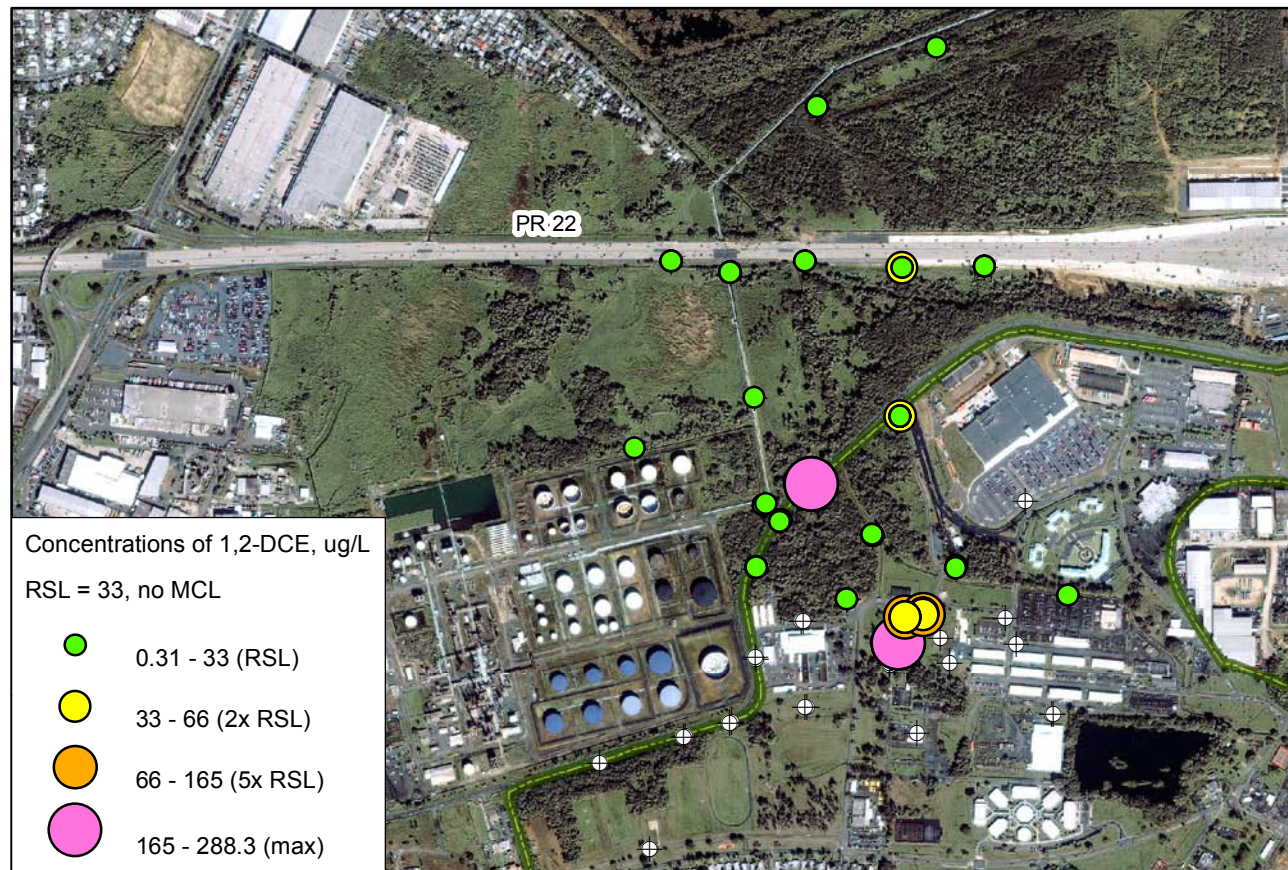 PR 22
Concentrations of 1,2-DCE, ug/L
RSL = 33, no MCL
0.31 - 33 (RSL)
33 - 66 (2x RSL)
66 - 165 (5x RSL)
165 - 288.3 (max)